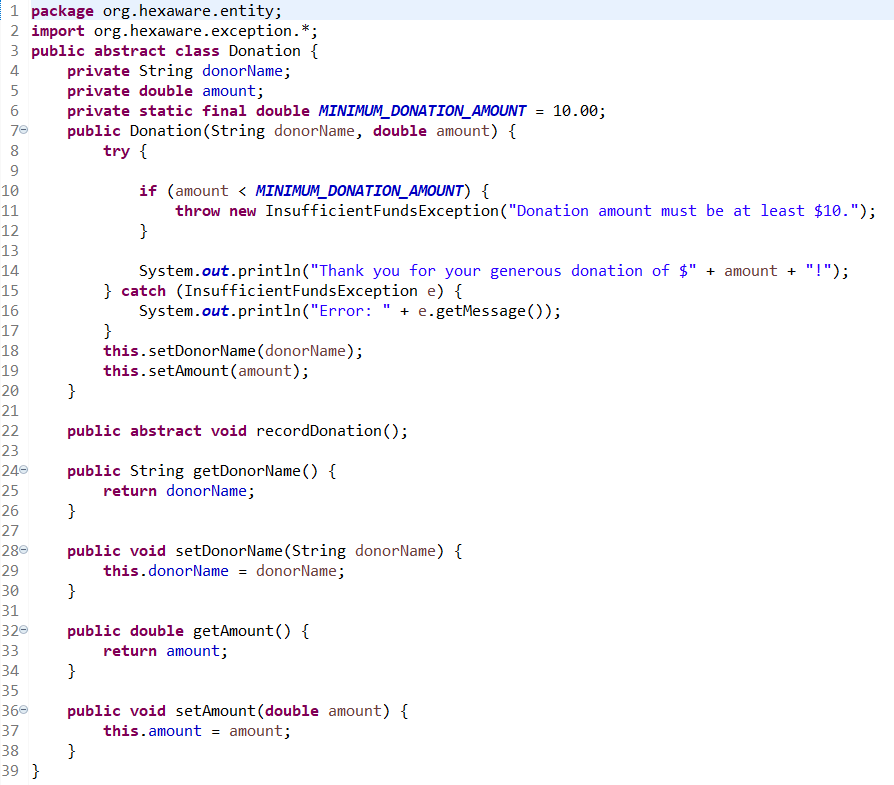 1 package org.hexaware.entity;
2 import org.hexaware.exception.*;
3 public abstract class Donation {
4     private String donorName;
5     private double amount;
6     private static final double MINIMUM_DONATION_AMOUNT = 10.00;
7     public Donation(String donorName, double amount) {
8         try {
9
10             if (amount < MINIMUM_DONATION_AMOUNT) {
11                 throw new InsufficientFundsException("Donation amount must be at least $10.");
12             }
13
14             System.out.println("Thank you for your generous donation of $" + amount + "!");
15         } catch (InsufficientFundsException e) {
16             System.out.println("Error: " + e.getMessage());
17         }
18         this.setDonorName(donorName);
19         this.setAmount(amount);
20     }
21
22     public abstract void recordDonation();
23
24     public String getDonorName() {
25         return donorName;
26     }
27
28     public void setDonorName(String donorName) {
29         this.donorName = donorName;
30     }
31
32     public double getAmount() {
33         return amount;
34     }
35
36     public void setAmount(double amount) {
37         this.amount = amount;
38     }
39 }